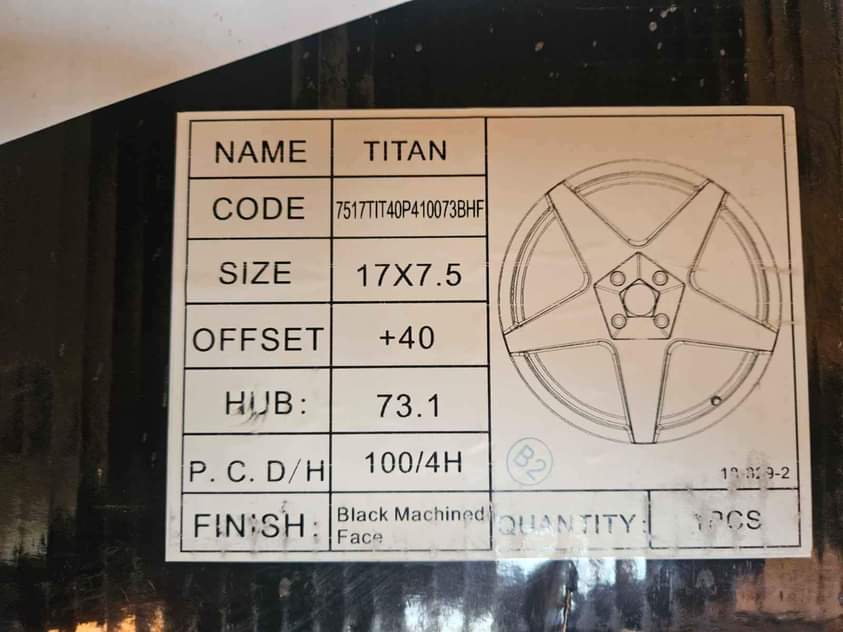 NAME TITAN
CODE 7517TIT40P410073BHF
SIZE 17X7.5
OFFSET +40
HUB: 73.1
P.C.D/H 100/4H
B2
FINISH: Black Machined
Face
QUANTITY: 1PCS